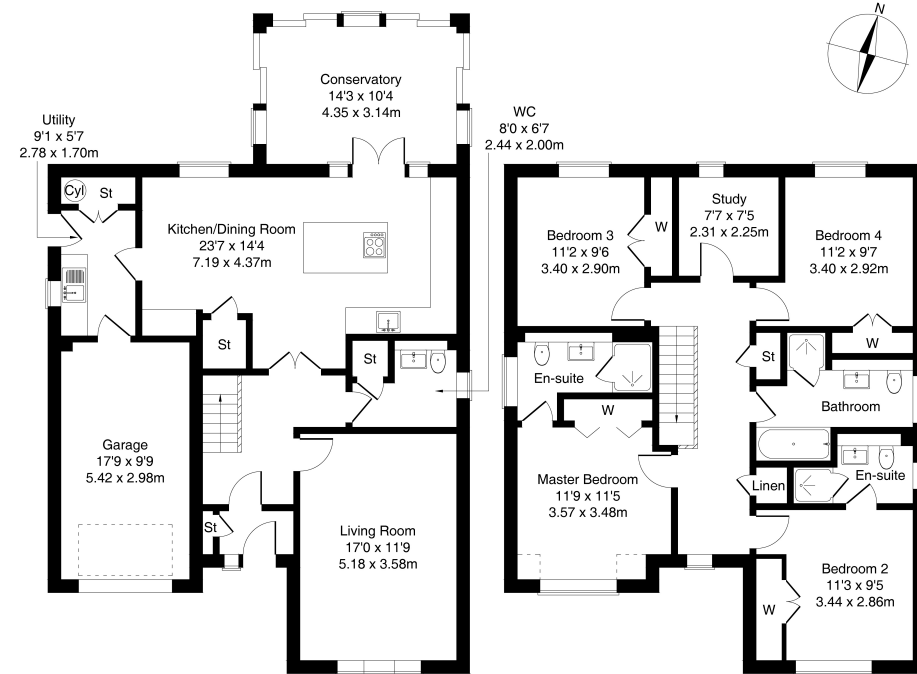 N
Conservatory
14'3 x 10'4
4.35 x 3.14m
Utility
9'1 x 5'7
2.78 x 1.70m
WC
8'0 x 6'7
2.44 x 2.00m
Cyl
St
Kitchen/Dining Room
23'7 x 14'4
7.19 x 4.37m
St
St
Garage
17'9 x 9'9
5.42 x 2.98m
St
Living Room
17'0 x 11'9
5.18 x 3.58m
Bedroom 3
11'2 x 9'6
3.40 x 2.90m
W
Study
7'7 x 7'5
2.31 x 2.25m
Bedroom 4
11'2 x 9'7
3.40 x 2.92m
W
St
En-suite
W
Bathroom
Master Bedroom
11'9 x 11'5
3.57 x 3.48m
Linen
En-suite
Bedroom 2
11'3 x 9'5
3.44 x 2.86m
W